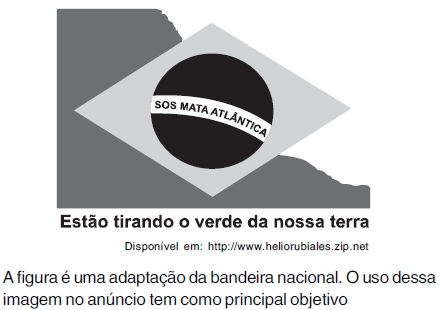 SOS MATA ATLÂNTICA
Estão tirando o verde da nossa terra
Disponível em: http://www.heliorubiales.zip.net
A figura é uma adaptação da bandeira nacional. O uso dessa
imagem no anúncio tem como principal objetivo